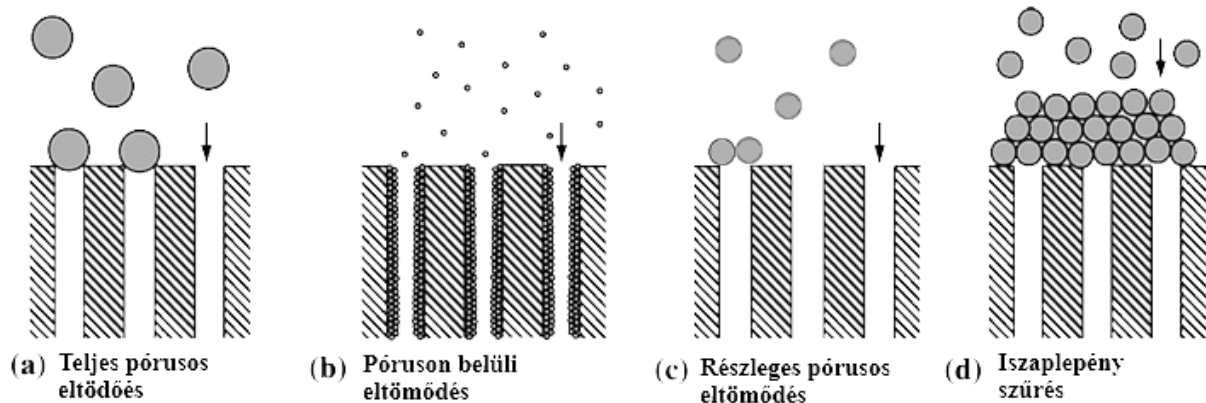 (a) Teljes pórusos
eltödőés
(b) Póruson belüli
eltömődés
(c) Részleges pórusos
eltömődés
(d) Iszaplepény
szűrés